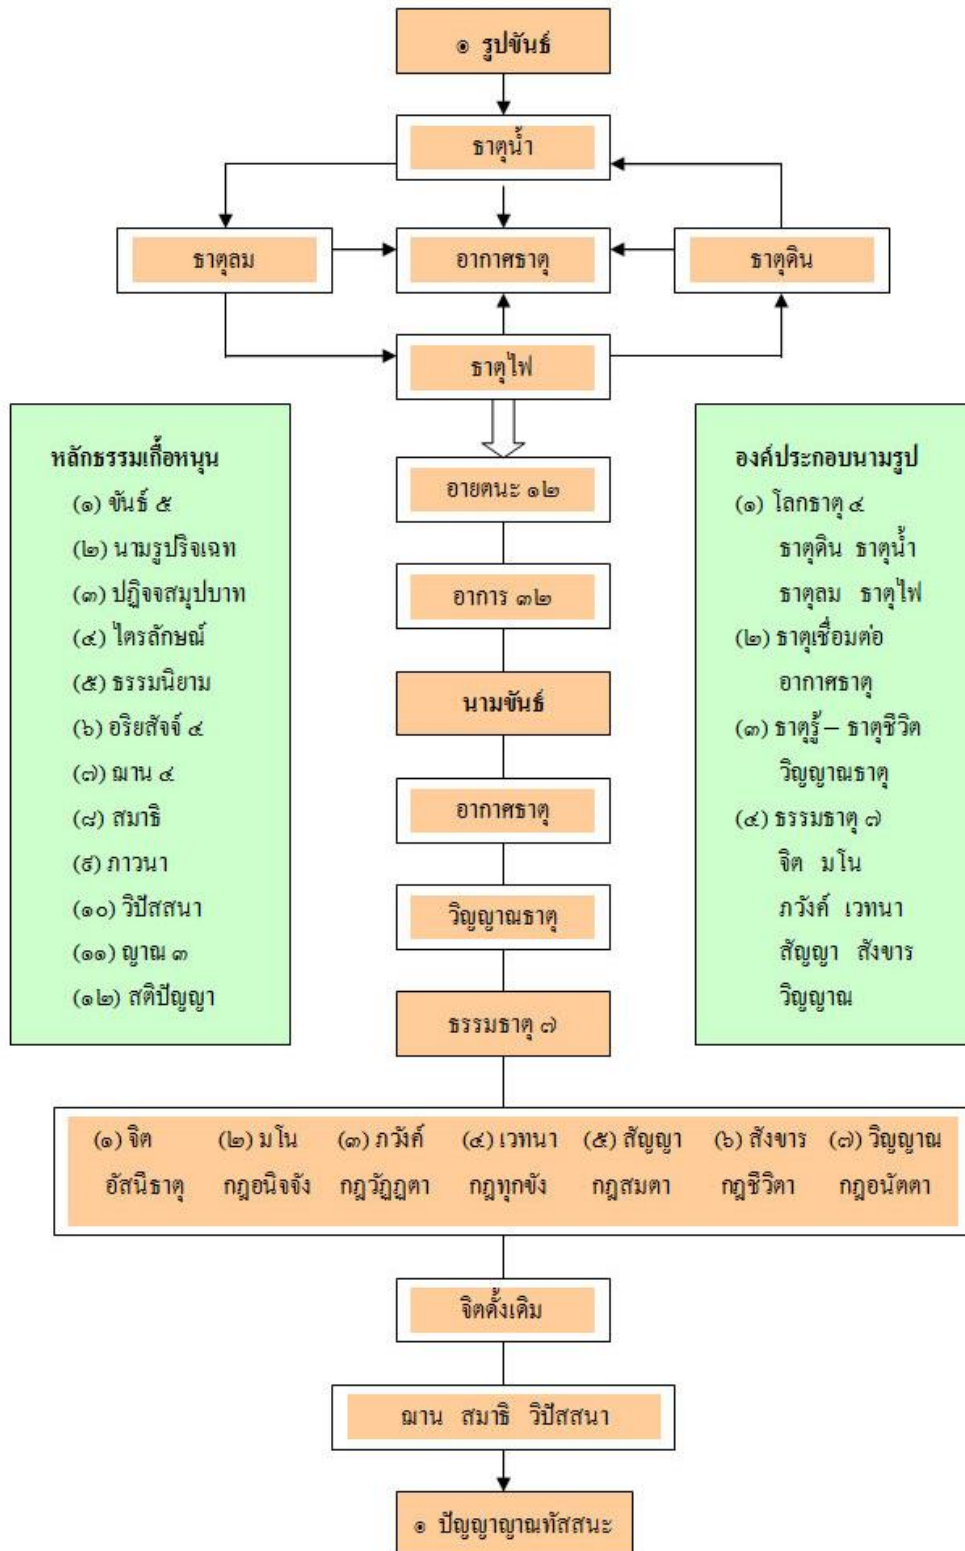 ๏ รูปขันธ์
ธาตุน้ำ
ธาตุลม
อากาศธาตุ
ธาตุดิน
ธาตุไฟ
หลักธรรมเกื้อหนุน
(๑) ขันธ์ ๕
(๒) นามรูปริจเฉท
(๓) ปฏิจจสมุปบาท
(๔) ไตรลักษณ์
(๕) ธรรมนิยาม
(๖) อริยสัจจ์ ๔
(๗) ฌาน ๔
(๘) สมาธิ
(๙) ภาวนา
(๑๐) วิปัสสนา
(๑๑) ญาณ ๓
(๑๒) สติปัญญา
อายตนะ ๑๒
อาการ ๓๒
นามขันธ์
อากาศธาตุ
วิญญาณธาตุ
ธรรมธาตุ ๗
องค์ประกอบนามรูป
(๑) โลกธาตุ ๔
ธาตุดิน ธาตุน้ำ
ธาตุลม ธาตุไฟ
(๒) ธาตุเชื่อมต่อ
อากาศธาตุ
(๓) ธาตุรู้ – ธาตุชีวิต
วิญญาณธาตุ
(๔) ธรรมธาตุ ๗
จิต มโน
ภวังค์ เวทนา
สัญญา สังขาร
วิญญาณ
(๑) จิต (๒) มโน (๓) ภวังค์ (๔) เวทนา (๕) สัญญา (๖) สังขาร (๗) วิญญาณ
อัสนีธาตุ กฎอนิจจัง กฎวัฏฏตา กฎทุกขัง กฎสมตา กฎชีวิตา กฎอนัตตา
จิตดั้งเดิม
ฌาน สมาธิ วิปัสสนา
๏ ปัญญาญาณทัสสนะ